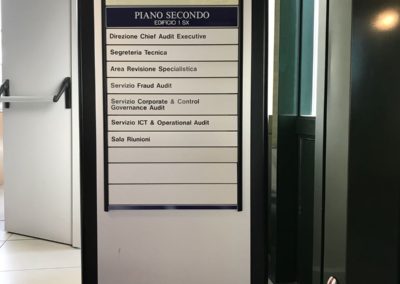 PIANO SECONDO
EDIFICIO 1 SX
Direzione Chief Audit Executive
Segreteria Tecnica
Area Revisione Specialistica
Servizio Fraud Audit
Servizio Corporate & Control
Governance Audit
Servizio ICT & Operational Audit
Sala Riunioni